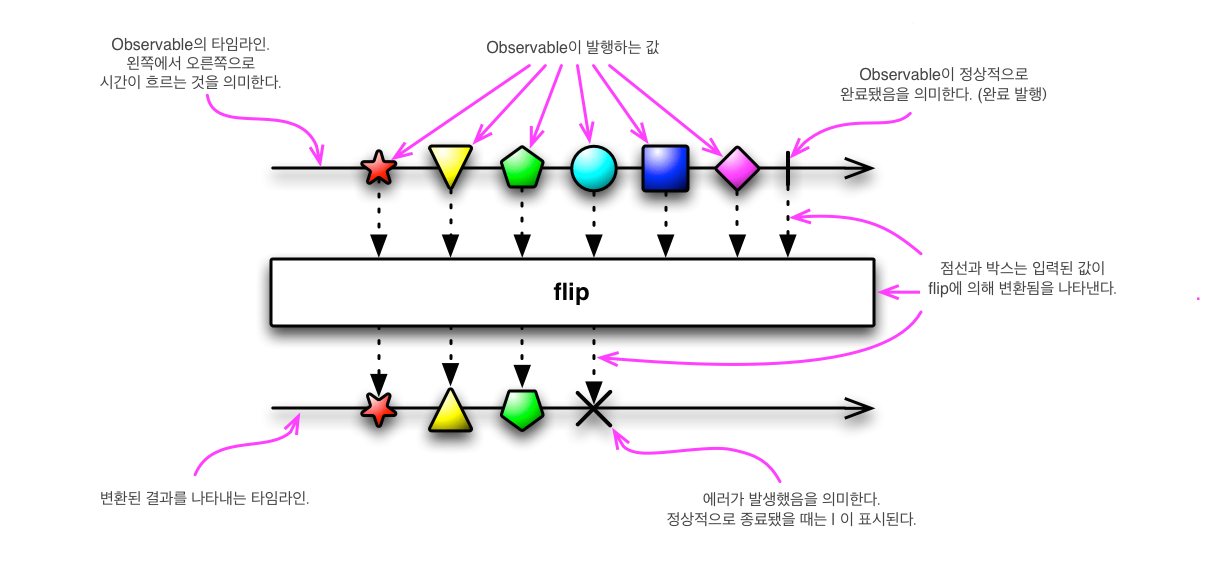 Observable의 타임라인.
왼쪽에서 오른쪽으로
시간이 흐르는 것을 의미한다.
Observable이 발행하는 값
Observable이 정상적으로
완료됐음을 의미한다. (완료 발행)
flip
점선과 박스는 입력된 값이
flip에 의해 변환됨을 나타낸다.
변환된 결과를 나타내는 타임라인.
에러가 발생했음을 의미한다.
정상적으로 종료됐을 때는 l 이 표시된다.